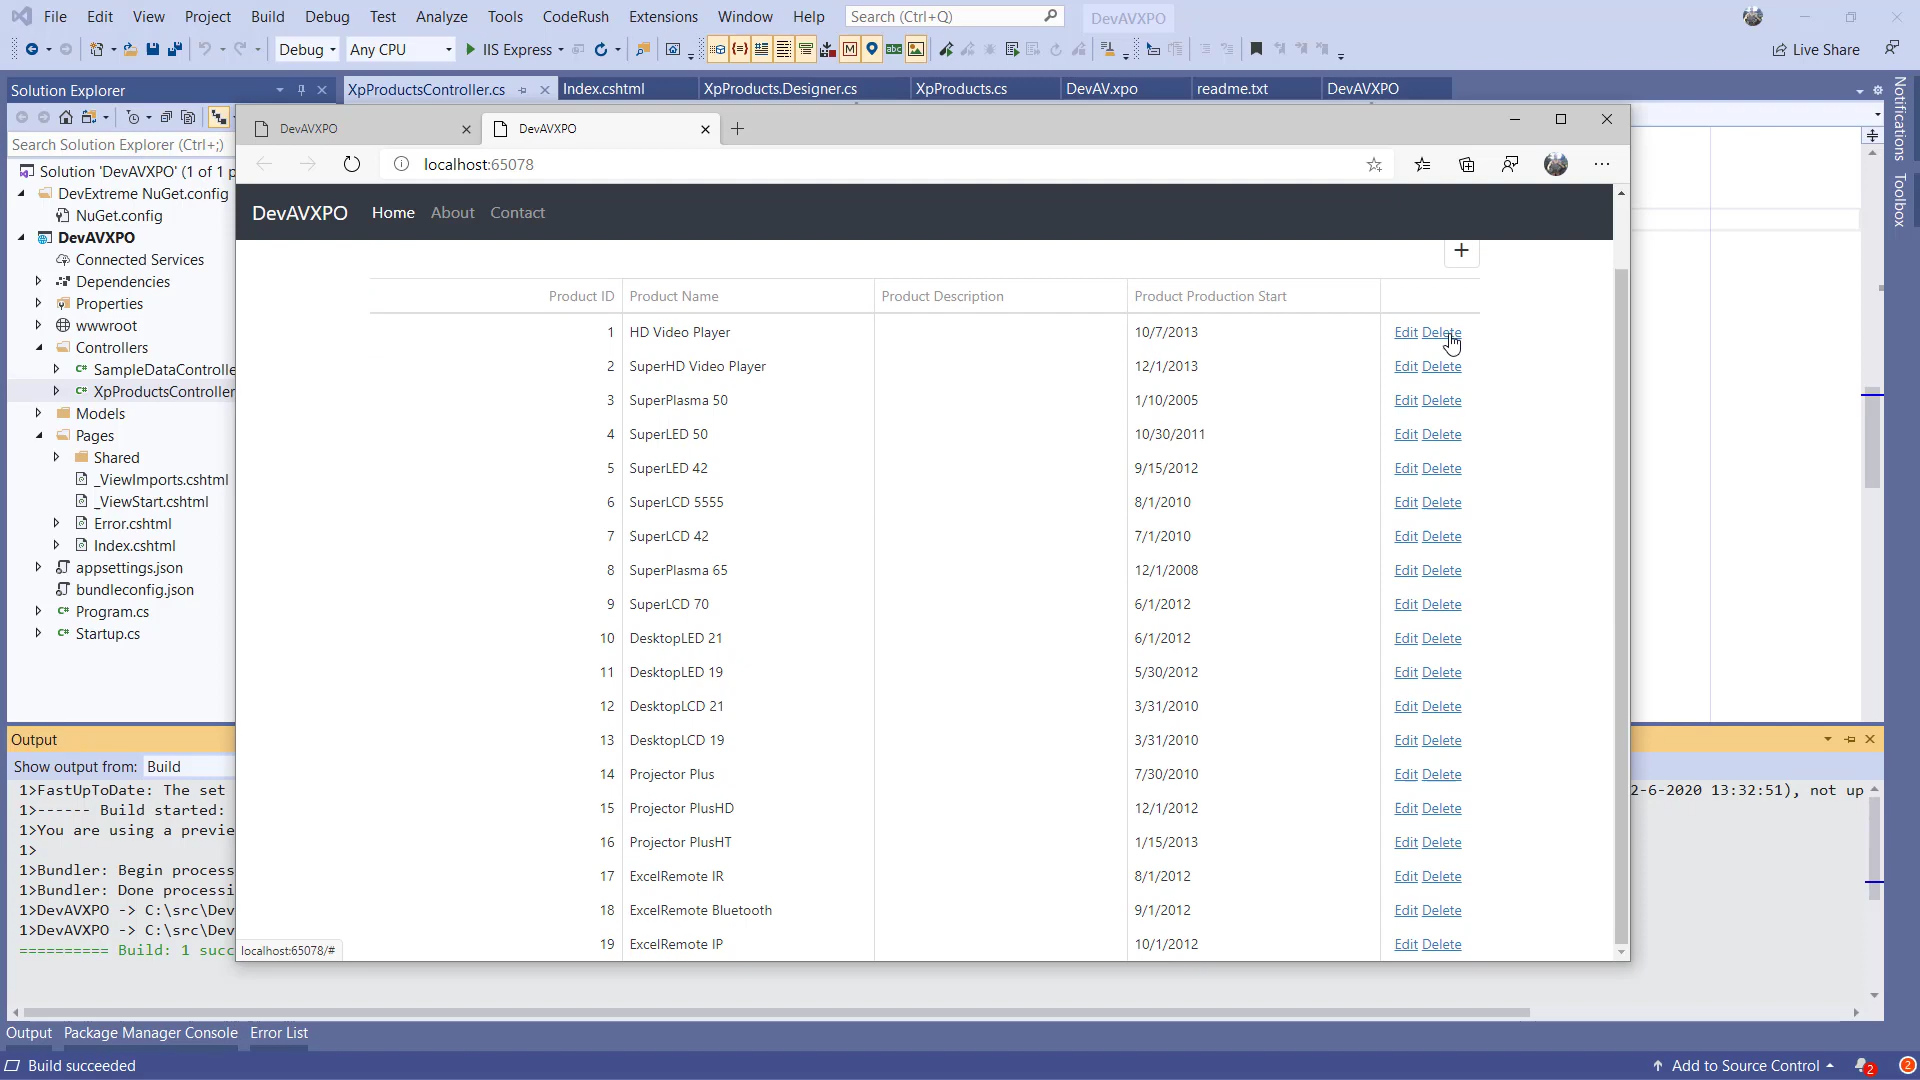 File Edit View Project Build Debug Test Analyze Tools CodeRush Extensions Window Help Search (Ctrl+Q) DevAVXPO
Debug Any CPU IIS Express Live Share
Solution Explorer XpProductsController.cs Index.cshtml XpProducts.Designer.cs XpProducts.cs DevAV.xpo readme.txt DevAVXPO
Notifications
Toolbox
Search Solution Explorer (Ctrl+;)
Solution 'DevAVXPO' (1 of 1 p
DevExtreme NuGet.config
NuGet.config
DevAVXPO
Connected Services
Dependencies
Properties
wwwroot
Controllers
SampleDataControlle
XpProductsController
Models
Pages
Shared
_ViewImports.cshtml
_ViewStart.cshtml
Error.cshtml
Index.cshtml
appsettings.json
bundleconfig.json
Program.cs
Startup.cs
DevAVXPO DevAVXPO
localhost:65078
DevAVXPO Home About Contact
Product ID Product Name Product Description Product Production Start
1 HD Video Player 10/7/2013 Edit Delete
2 SuperHD Video Player 12/1/2013 Edit Delete
3 SuperPlasma 50 1/10/2005 Edit Delete
4 SuperLED 50 10/30/2011 Edit Delete
5 SuperLED 42 9/15/2012 Edit Delete
6 SuperLCD 5555 8/1/2010 Edit Delete
7 SuperLCD 42 7/1/2010 Edit Delete
8 SuperPlasma 65 12/1/2008 Edit Delete
9 SuperLCD 70 6/1/2012 Edit Delete
10 DesktopLED 21 6/1/2012 Edit Delete
11 DesktopLED 19 5/30/2012 Edit Delete
12 DesktopLCD 21 3/31/2010 Edit Delete
13 DesktopLCD 19 3/31/2010 Edit Delete
14 Projector Plus 7/30/2010 Edit Delete
15 Projector PlusHD 12/1/2012 Edit Delete
16 Projector PlusHT 1/15/2013 Edit Delete
17 ExcelRemote IR 8/1/2012 Edit Delete
18 ExcelRemote Bluetooth 9/1/2012 Edit Delete
19 ExcelRemote IP 10/1/2012 Edit Delete
localhost:65078/#
Output
Show output from: Build
1>FastUpToDate: The set 2-6-2020 13:32:51), not up
1>------ Build started:
1>You are using a previe
1>
1>Bundler: Begin process
1>Bundler: Done processi
1>DevAVXPO -> C:\src\Dev
1>DevAVXPO -> C:\src\Dev
========== Build: 1 succ
Output Package Manager Console Error List
Build succeeded Add to Source Control 2 2